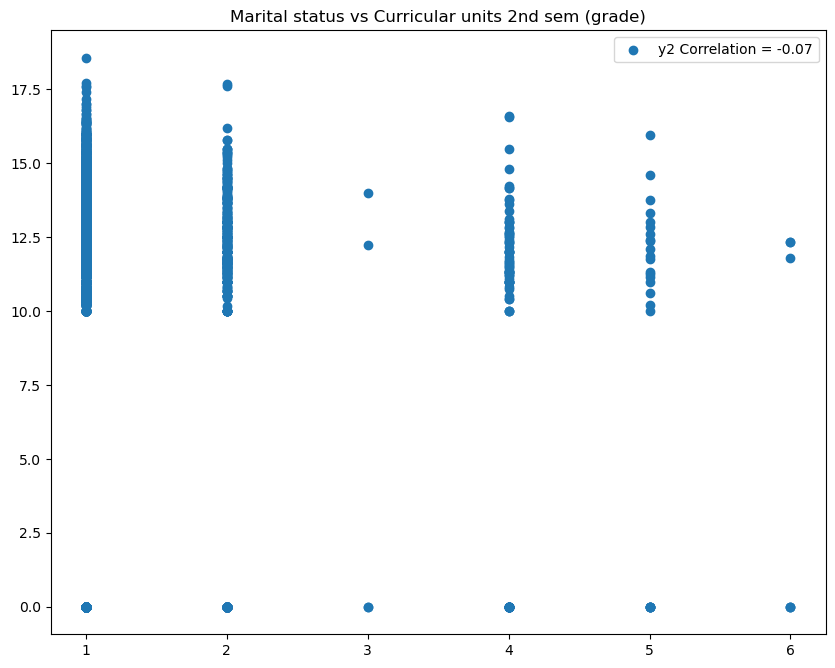 Marital status vs Curricular units 2nd sem (grade)
y2 Correlation = -0.07
17.5
15.0
12.5
10.0
7.5
5.0
2.5
0.0
1 2 3 4 5 6